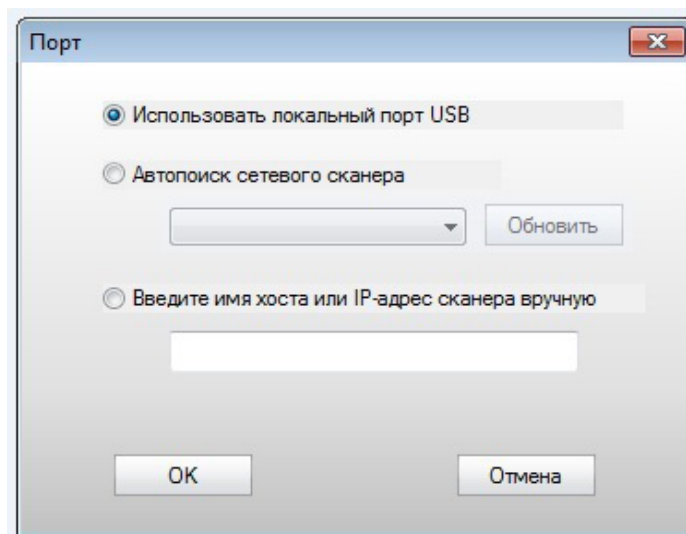 Порт
Использовать локальный порт USB
Автопоиск сетевого сканера
Обновить
Введите имя хоста или IP-адрес сканера вручную
OK
Отмена